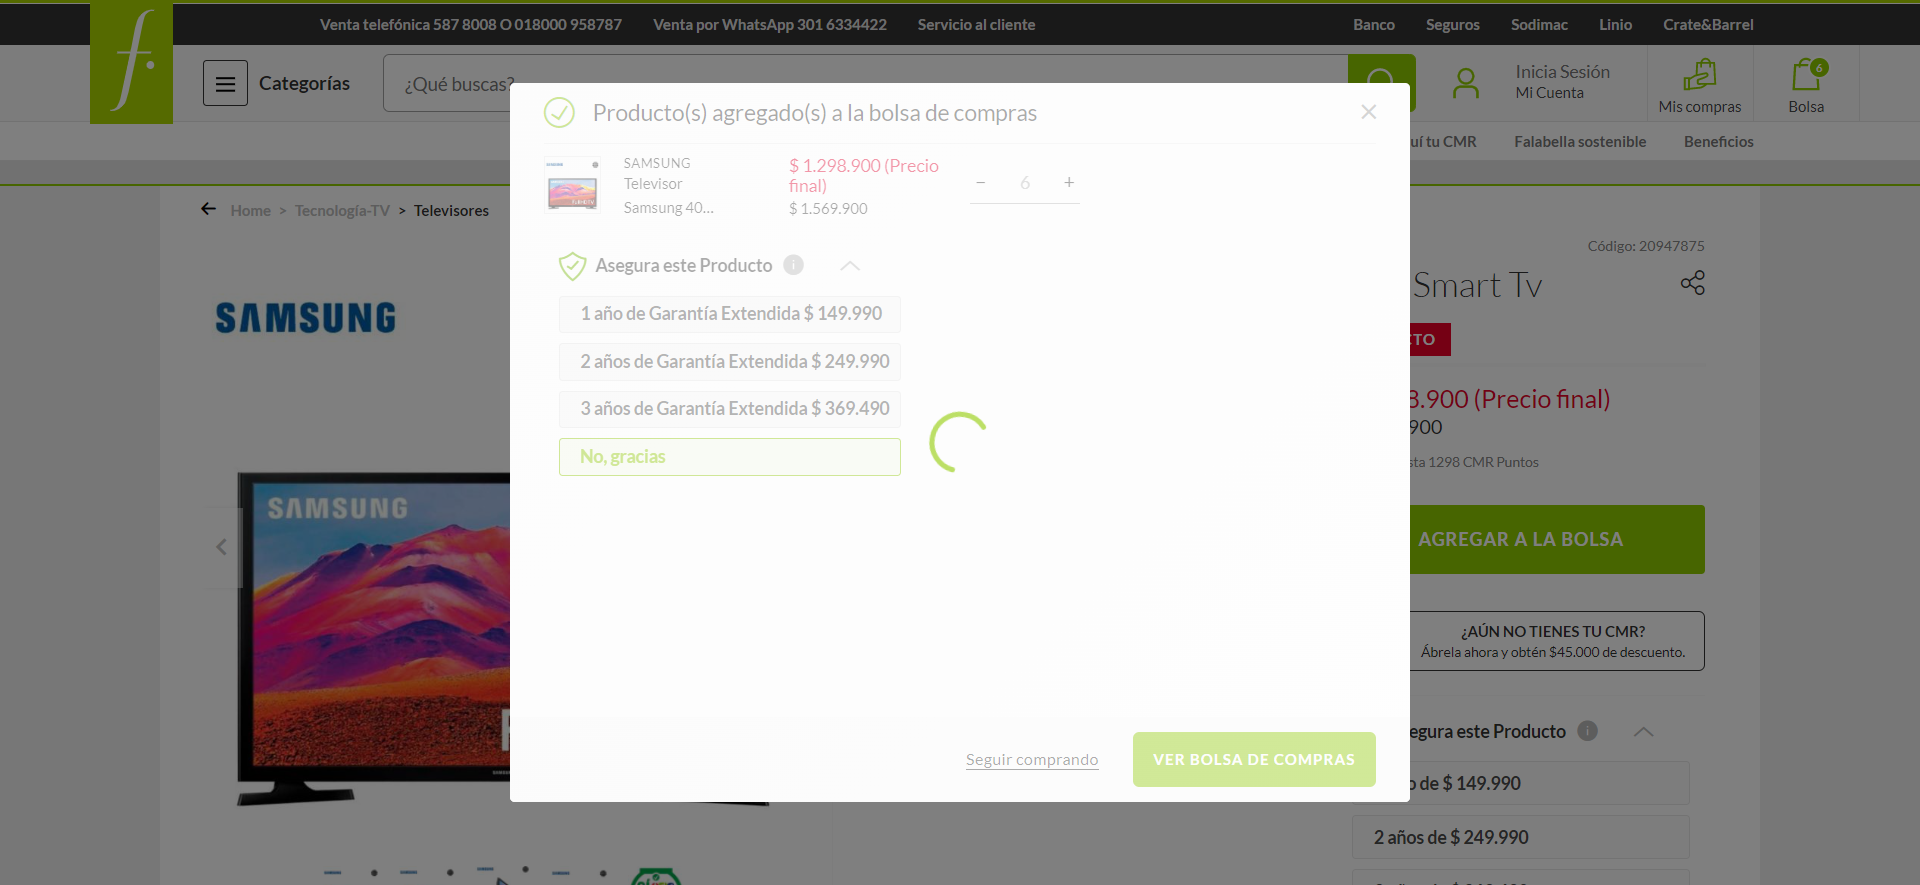 Venta telefónica 587 8008 O 018000 958787
Venta por WhatsApp 301 6334422
Servicio al cliente
Banco
Seguros
Sodimac
Linio
Crate&Barrel
f.
Categorías
¿Qué buscas?
Inicia Sesión
Mi Cuenta
Mis compras
6
Bolsa
uí tu CMR
Falabella sostenible
Beneficios
Home > Tecnología-TV > Televisores
Producto(s) agregado(s) a la bolsa de compras
SAMSUNG
Televisor
Samsung 40...
$ 1.298.900 (Precio
final)
$ 1.569.900
− 6 +
Asegura este Producto
1 año de Garantía Extendida $ 149.990
2 años de Garantía Extendida $ 249.990
3 años de Garantía Extendida $ 369.490
No, gracias
Seguir comprando
VER BOLSA DE COMPRAS
SAMSUNG
SAMSUNG
Código: 20947875
Smart Tv
CTO
8.900 (Precio final)
900
sta 1298 CMR Puntos
AGREGAR A LA BOLSA
¿AÚN NO TIENES TU CMR?
Ábrela ahora y obtén $45.000 de descuento.
egura este Producto
o de $ 149.990
2 años de $ 249.990